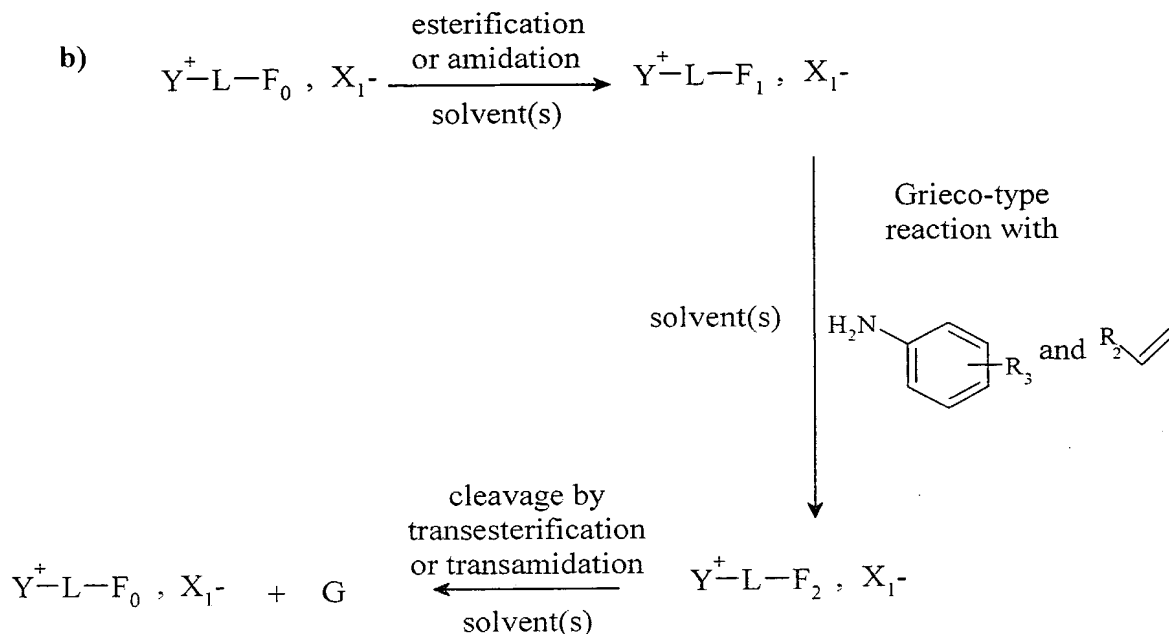 b)
Y+-L-F0 , X1-
esterification
or amidation
solvent(s)
Y+-L-F1 , X1-
Grieco-type
reaction with
solvent(s)
H2N
R3
and
R2
cleavage by
transesterification
or transamidation
solvent(s)
Y+-L-F0 , X1- + G
Y+-L-F2 , X1-